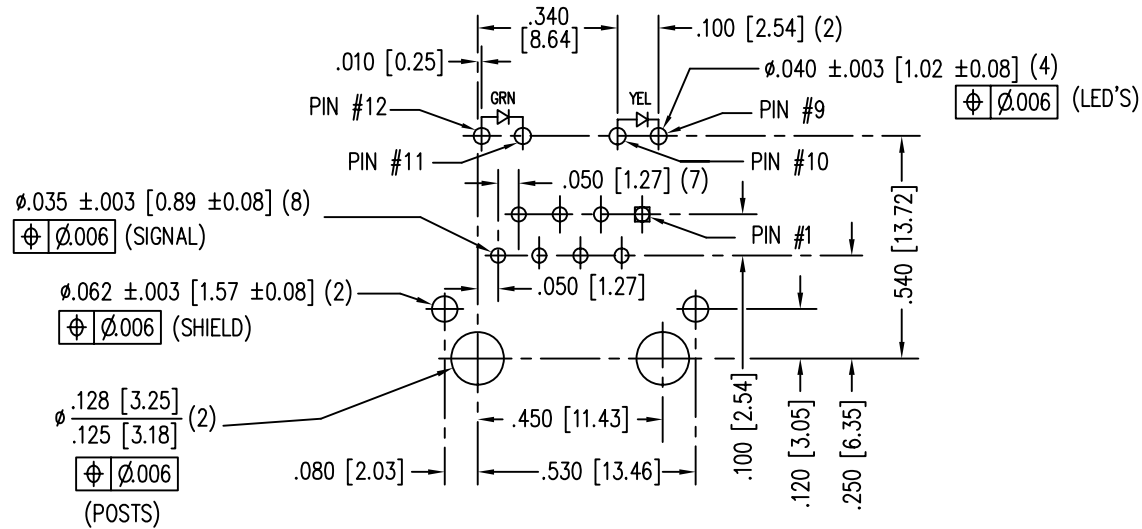 .340
[8.64]
.100 [2.54] (2)
.010 [0.25]
ø.040 ±.003 [1.02 ±0.08] (4)
⌖ Ø.006 (LED'S)
GRN
YEL
PIN #12
PIN #9
PIN #11
PIN #10
.050 [1.27] (7)
ø.035 ±.003 [0.89 ±0.08] (8)
⌖ Ø.006 (SIGNAL)
PIN #1
.540 [13.72]
.050 [1.27]
ø.062 ±.003 [1.57 ±0.08] (2)
⌖ Ø.006 (SHIELD)
ø .128 [3.25]
.125 [3.18] (2)
⌖ Ø.006
(POSTS)
.450 [11.43]
.080 [2.03]
.530 [13.46]
.100 [2.54]
.120 [3.05]
.250 [6.35]